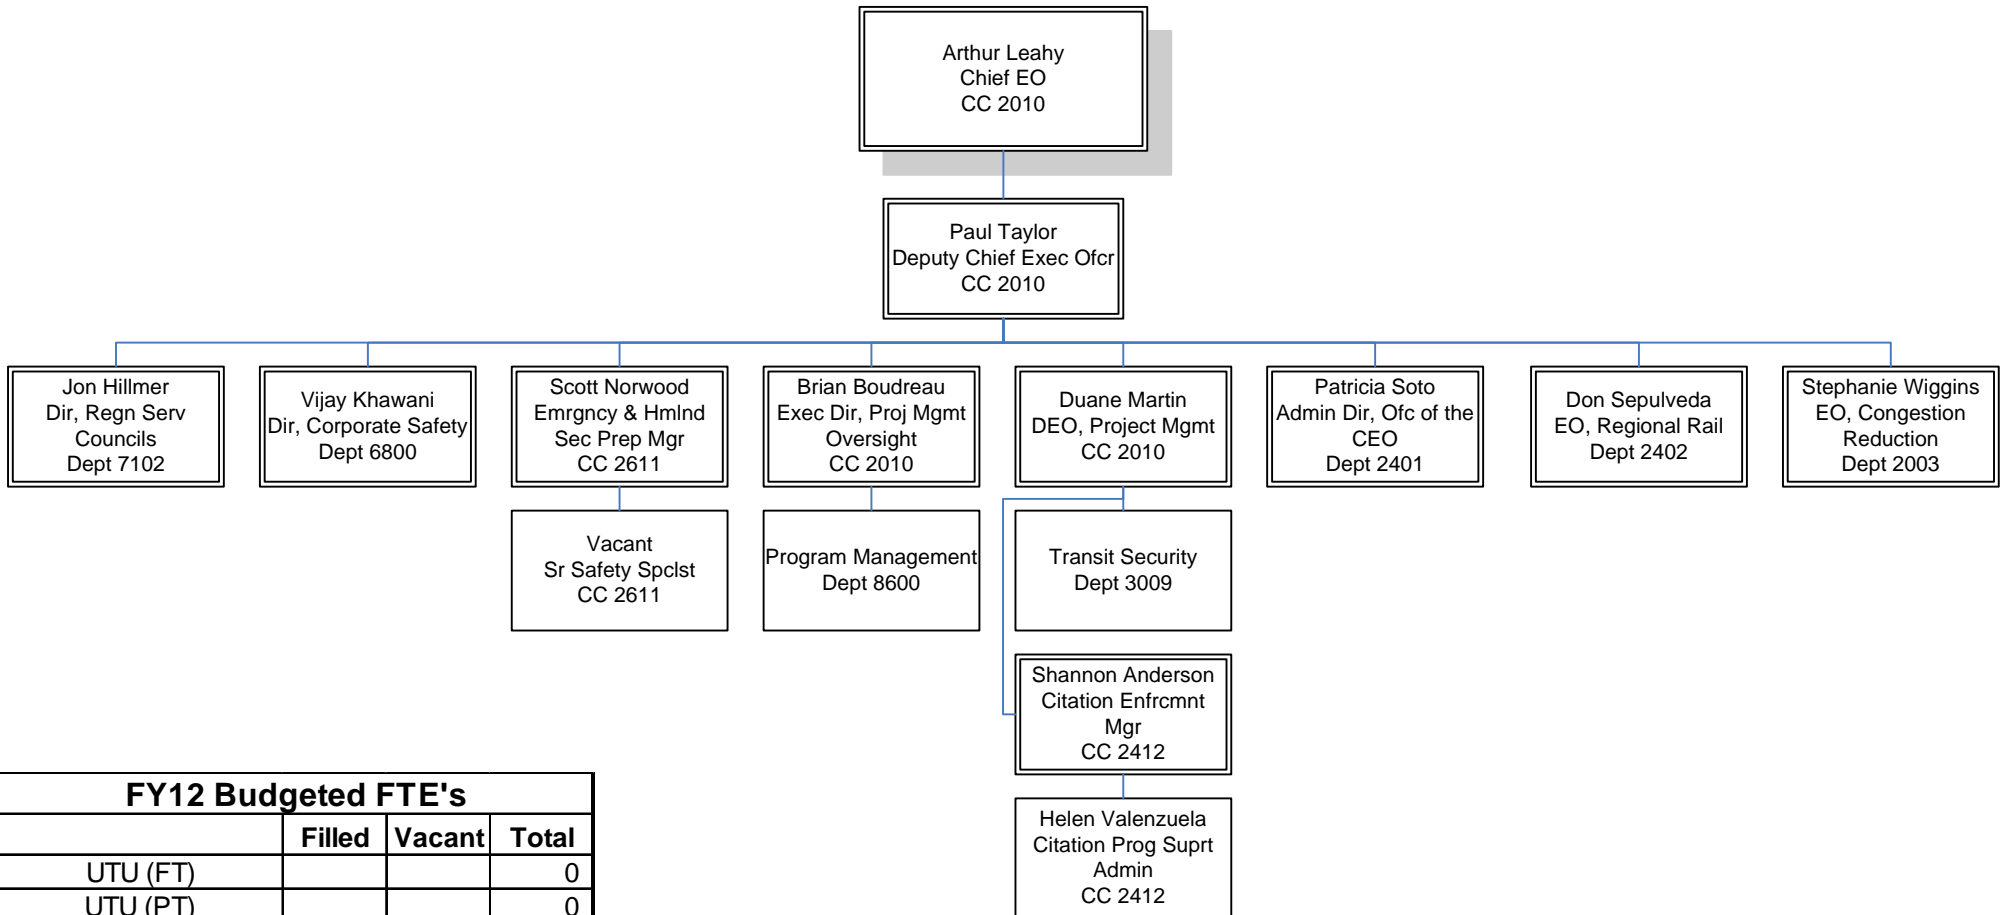 Arthur Leahy
Chief EO
CC 2010
Paul Taylor
Deputy Chief Exec Ofcr
CC 2010
Jon Hillmer
Dir, Regn Serv
Councils
Dept 7102
Vijay Khawani
Dir, Corporate Safety
Dept 6800
Scott Norwood
Emrgncy & Hmlnd
Sec Prep Mgr
CC 2611
Brian Boudreau
Exec Dir, Proj Mgmt
Oversight
CC 2010
Duane Martin
DEO, Project Mgmt
CC 2010
Patricia Soto
Admin Dir, Ofc of the
CEO
Dept 2401
Don Sepulveda
EO, Regional Rail
Dept 2402
Stephanie Wiggins
EO, Congestion
Reduction
Dept 2003
Vacant
Sr Safety Spclst
CC 2611
Program Management
Dept 8600
Transit Security
Dept 3009
Shannon Anderson
Citation Enfrcmnt
Mgr
CC 2412
Helen Valenzuela
Citation Prog Suprt
Admin
CC 2412
FY12 Budgeted FTE's
Filled Vacant Total
UTU (FT) 0
UTU (PT) 0